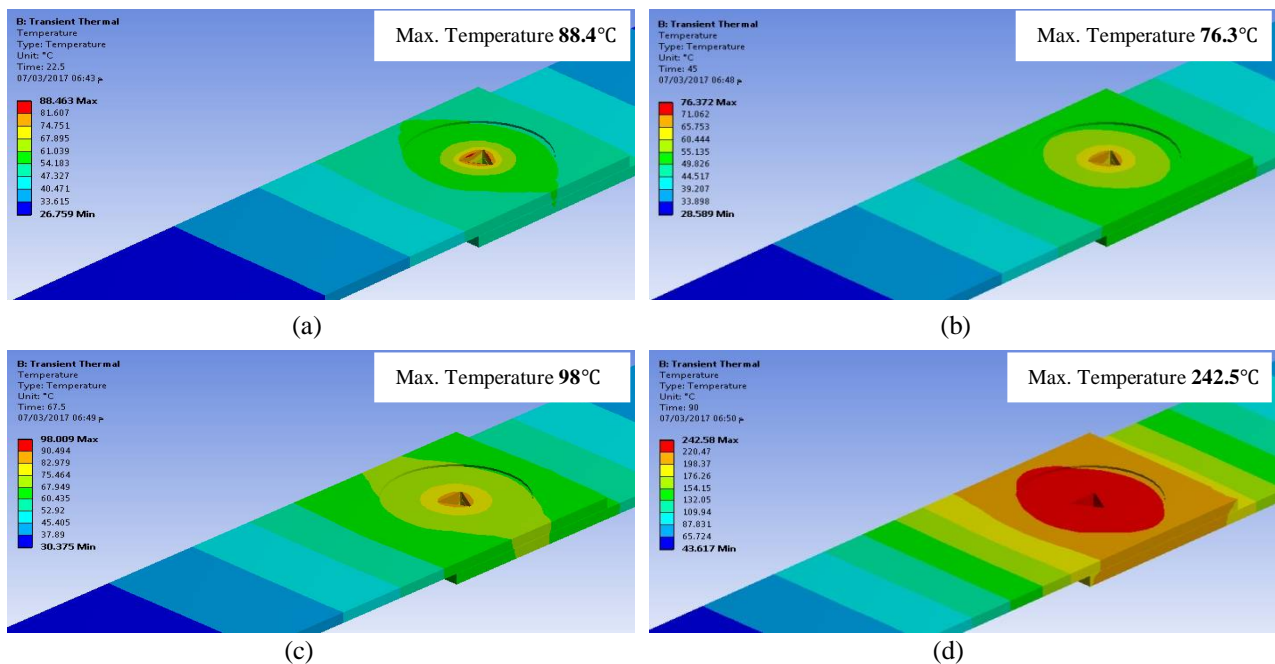 B: Transient Thermal
Temperature
Type: Temperature
Unit: °C
Time: 22.5
07/03/2017 06:43 م
Max. Temperature 88.4℃
88.463 Max
81.607
74.751
67.895
61.039
54.183
47.327
40.471
33.615
26.759 Min
(a)
B: Transient Thermal
Temperature
Type: Temperature
Unit: °C
Time: 45
07/03/2017 06:48 م
Max. Temperature 76.3℃
76.372 Max
71.062
65.753
60.444
55.135
49.826
44.517
39.207
33.898
28.589 Min
(b)
B: Transient Thermal
Temperature
Type: Temperature
Unit: °C
Time: 67.5
07/03/2017 06:49 م
Max. Temperature 98℃
98.009 Max
90.494
82.979
75.464
67.949
60.435
52.92
45.405
37.89
30.375 Min
(c)
B: Transient Thermal
Temperature
Type: Temperature
Unit: °C
Time: 90
07/03/2017 06:50 م
Max. Temperature 242.5℃
242.58 Max
220.47
198.37
176.26
154.15
132.05
109.94
87.831
65.724
43.617 Min
(d)